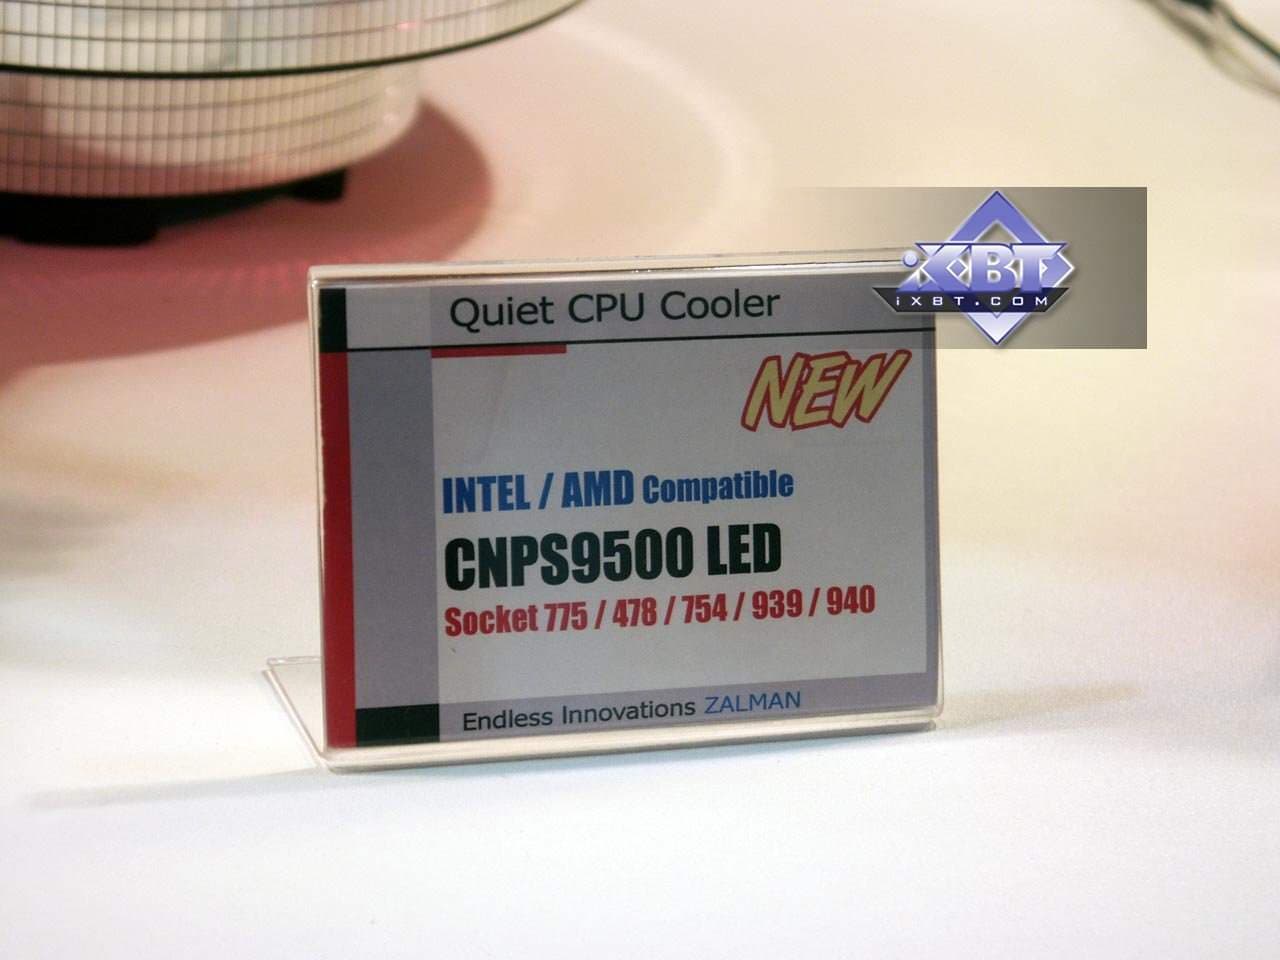 Quiet CPU Cooler
iXBT
iXBT.COM
NEW
INTEL / AMD Compatible
CNPS9500 LED
Socket 775 / 478 / 754 / 939 / 940
Endless Innovations ZALMAN